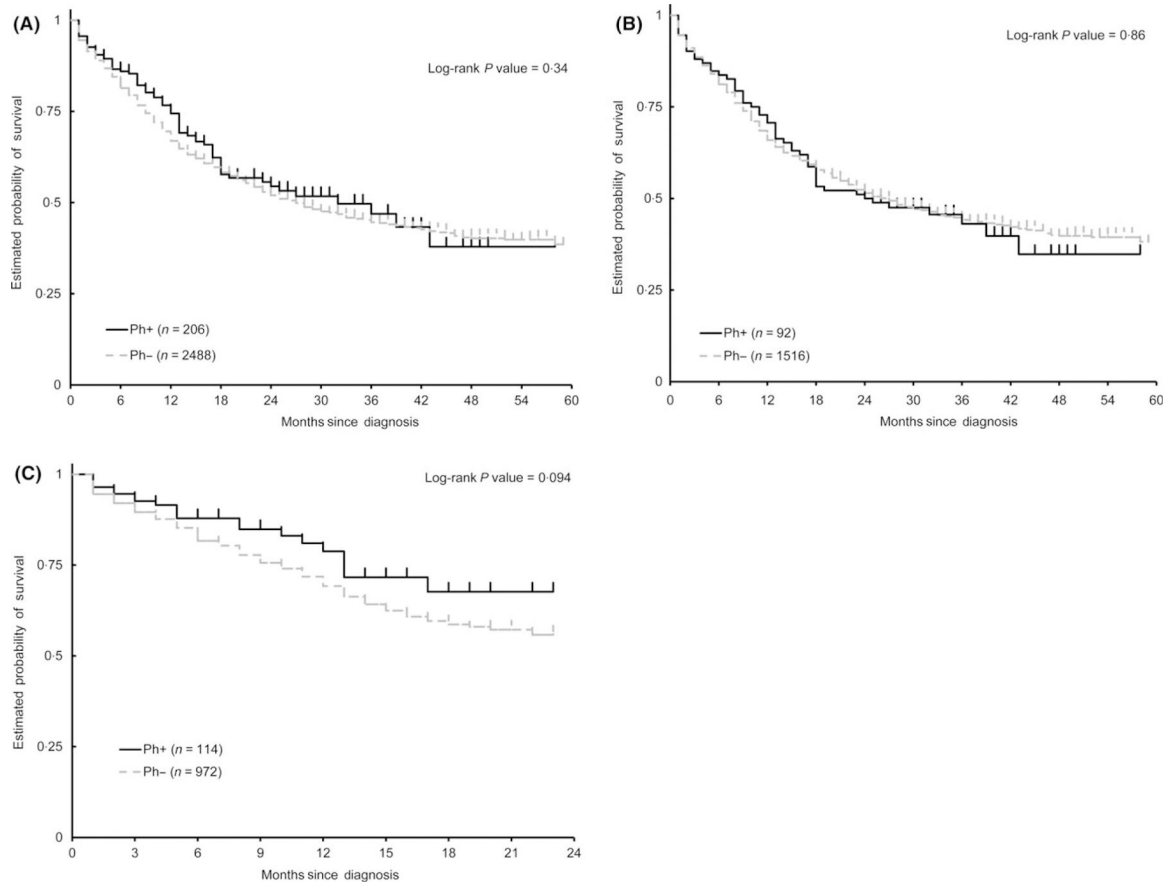 (A)
Log-rank P value = 0·34
Estimated probability of survival
1
0·75
0·5
0·25
0
Ph+ (n = 206)
Ph− (n = 2488)
0 6 12 18 24 30 36 42 48 54 60
Months since diagnosis
(B)
Log-rank P value = 0·86
Estimated probability of survival
1
0·75
0·5
0·25
0
Ph+ (n = 92)
Ph− (n = 1516)
0 6 12 18 24 30 36 42 48 54 60
Months since diagnosis
(C)
Log-rank P value = 0·094
Estimated probability of survival
1
0·75
0·5
0·25
0
Ph+ (n = 114)
Ph− (n = 972)
0 3 6 9 12 15 18 21 24
Months since diagnosis